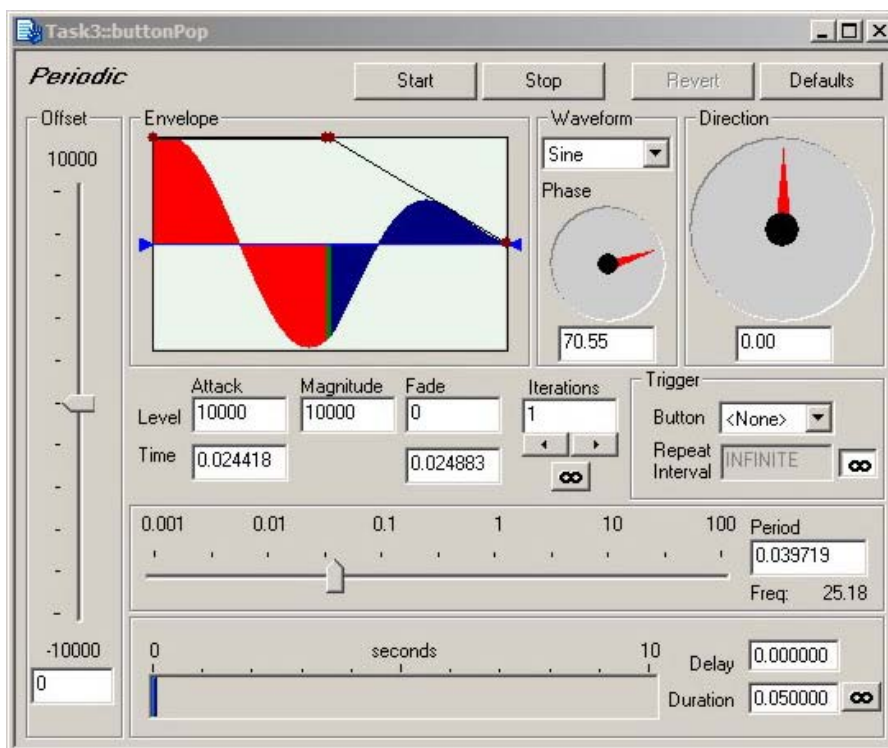 Task3::buttonPop
Periodic
Start
Stop
Revert
Defaults
Offset
10000
-10000
0
Envelope
Waveform
Sine
Phase
70.55
Direction
0.00
Attack Magnitude Fade
Level 10000 10000 0
Time 0.024418 0.024883
Iterations
1
∞
Trigger
Button <None>
Repeat
Interval INFINITE ∞
0.001 0.01 0.1 1 10 100
Period
0.039719
Freq: 25.18
0 seconds 10
Delay 0.000000
Duration 0.050000 ∞